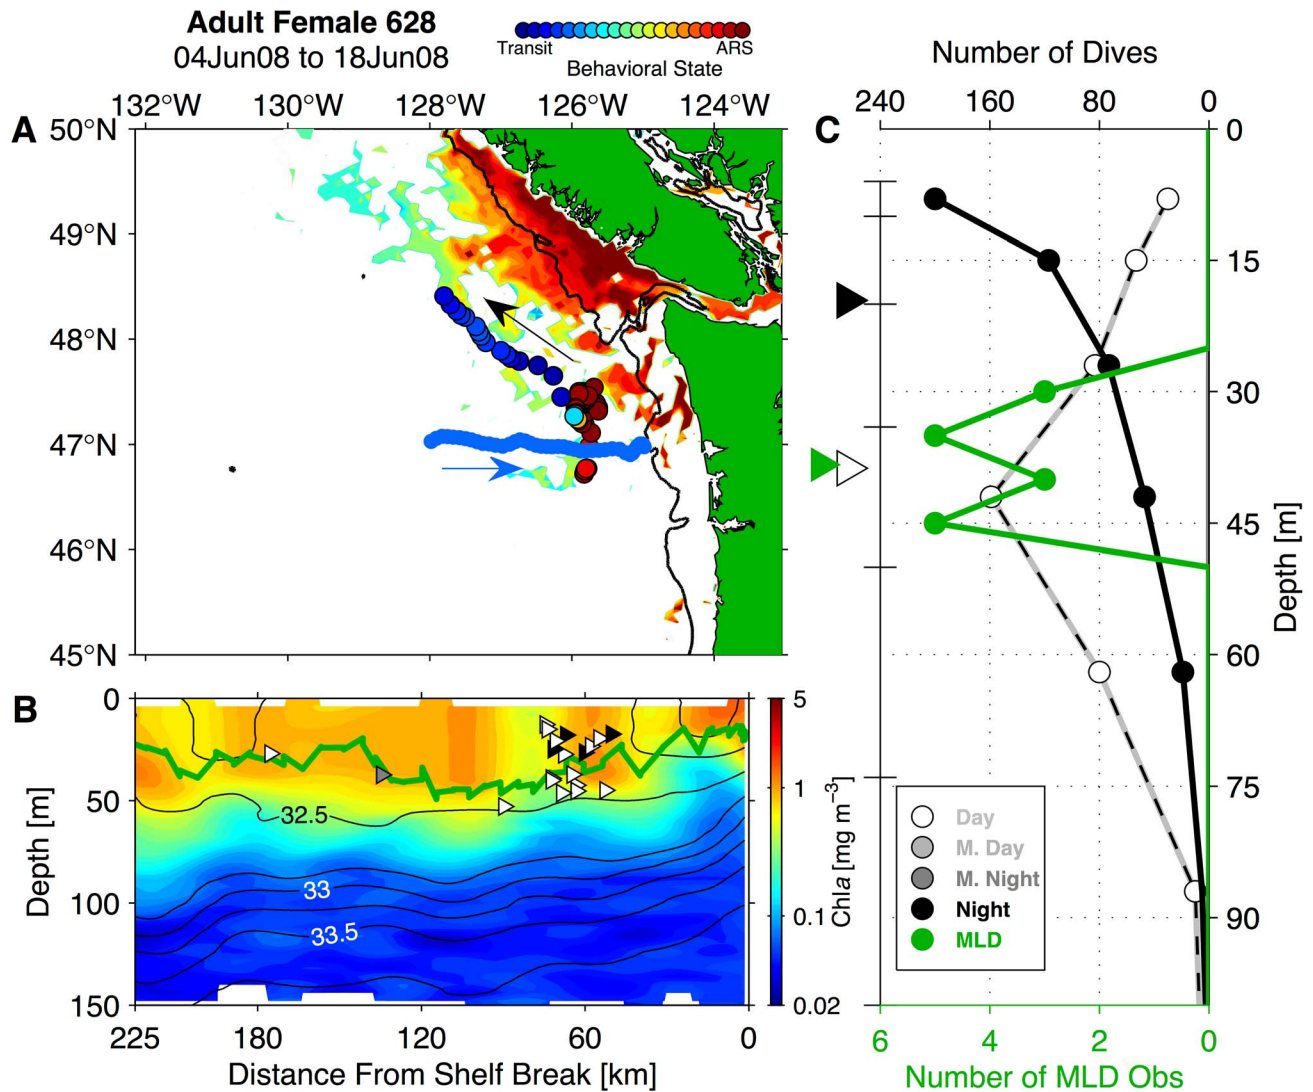 Adult Female 628
04Jun08 to 18Jun08
Transit ARS
Behavioral State
132°W 130°W 128°W 126°W 124°W
A
50°N
49°N
48°N
47°N
46°N
45°N
B
0
50
100
150
Depth [m]
32.5
33
33.5
225 180 120 60 0
Distance From Shelf Break [km]
5
1
0.1
0.02
Chla [mg m−3]
Number of Dives
240 160 80 0
C
0
15
30
45
60
75
90
Depth [m]
Day
M. Day
M. Night
Night
MLD
6 4 2 0
Number of MLD Obs